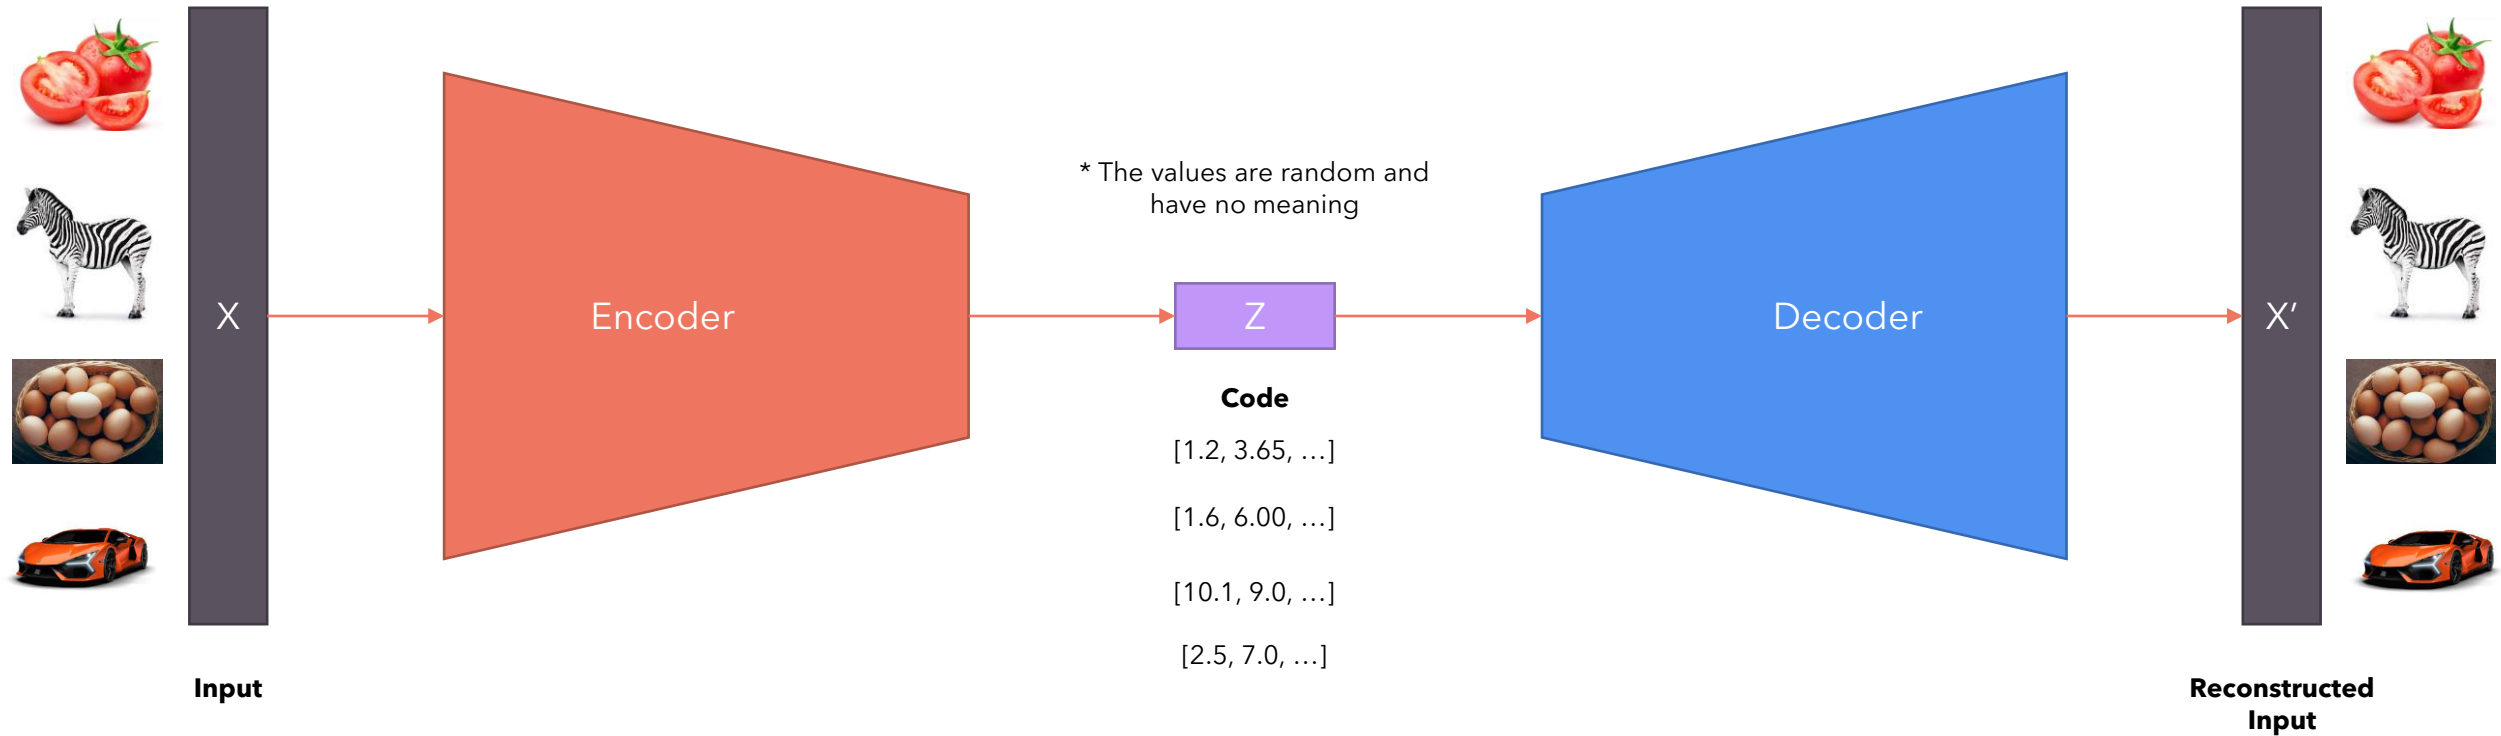 * The values are random and
have no meaning
X
Encoder
Z
Decoder
X’
Code
[1.2, 3.65, …]
[1.6, 6.00, …]
[10.1, 9.0, …]
[2.5, 7.0, …]
Input
Reconstructed
Input